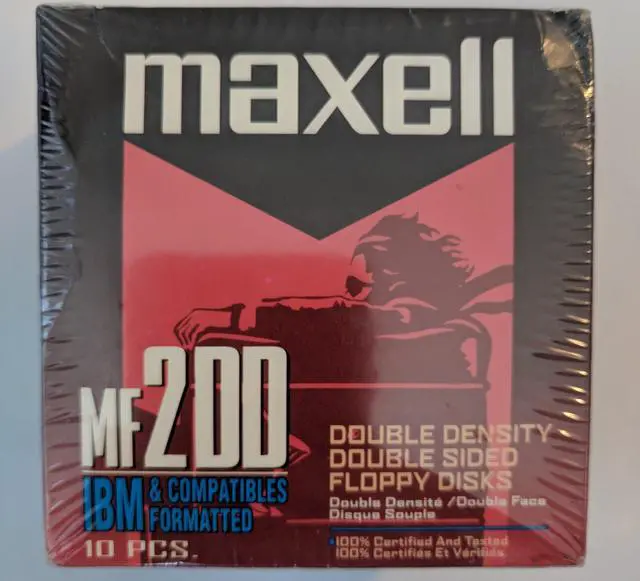 maxell
MF2DD
IBM & COMPATIBLES
FORMATTED
10 PCS.
DOUBLE DENSITY
DOUBLE SIDED
FLOPPY DISKS
Double Densité / Double Face
Disque Souple
100% Certified And Tested
100% Certifiés Et Vérifiés